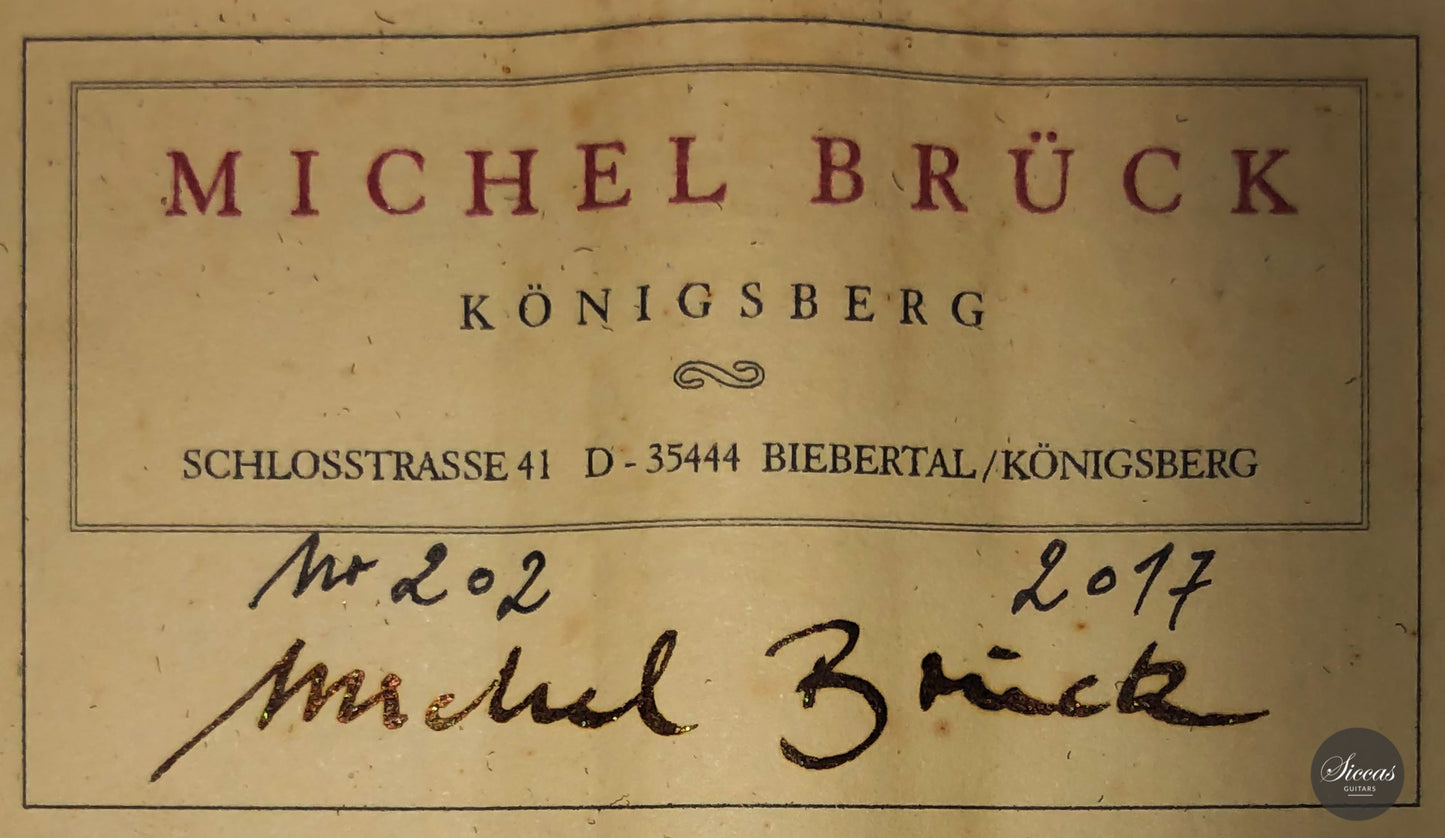 MICHEL BRÜCK
KÖNIGSBERG
SCHLOSSTRASSE 41 D-35444 BIEBERTAL/KÖNIGSBERG
Nr 202 2017
Michel Brück
Siccas
GUITARS